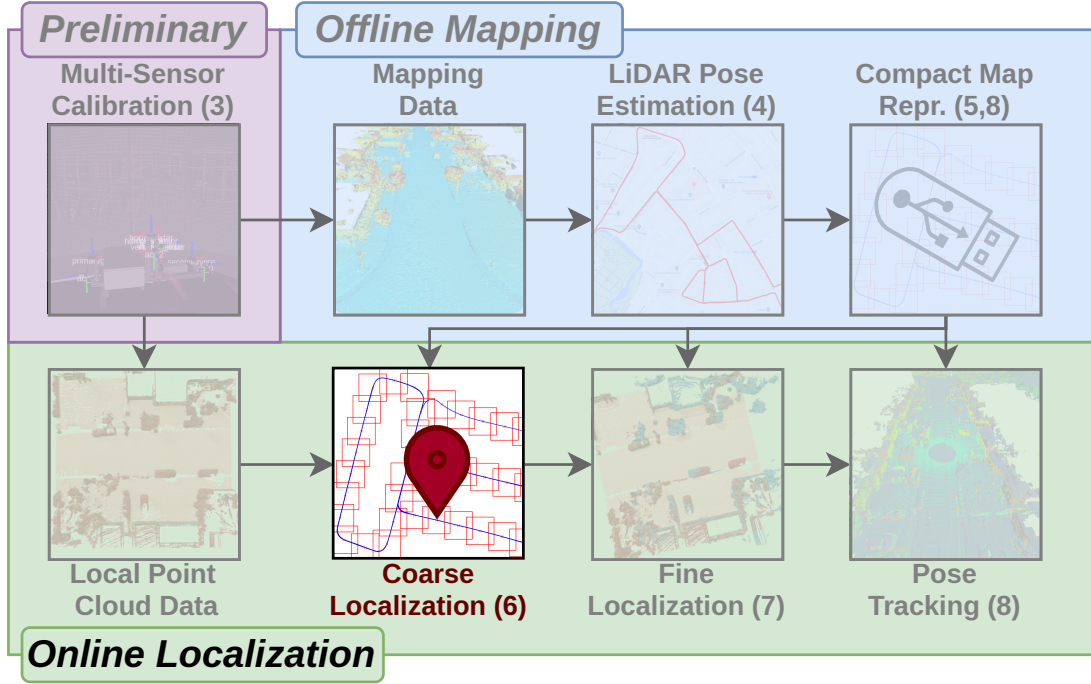 Preliminary
Offline Mapping
Multi-Sensor
Calibration (3)
Mapping
Data
LiDAR Pose
Estimation (4)
Compact Map
Repr. (5,8)
Local Point
Cloud Data
Coarse
Localization (6)
Fine
Localization (7)
Pose
Tracking (8)
Online Localization